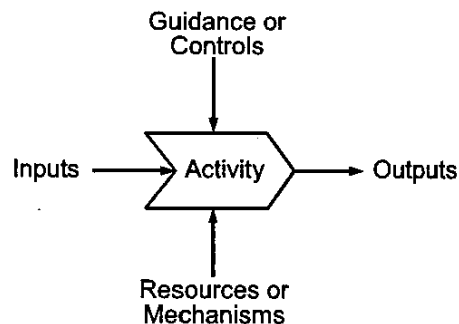 Guidance or
Controls
Inputs
Activity
Outputs
Resources or
Mechanisms